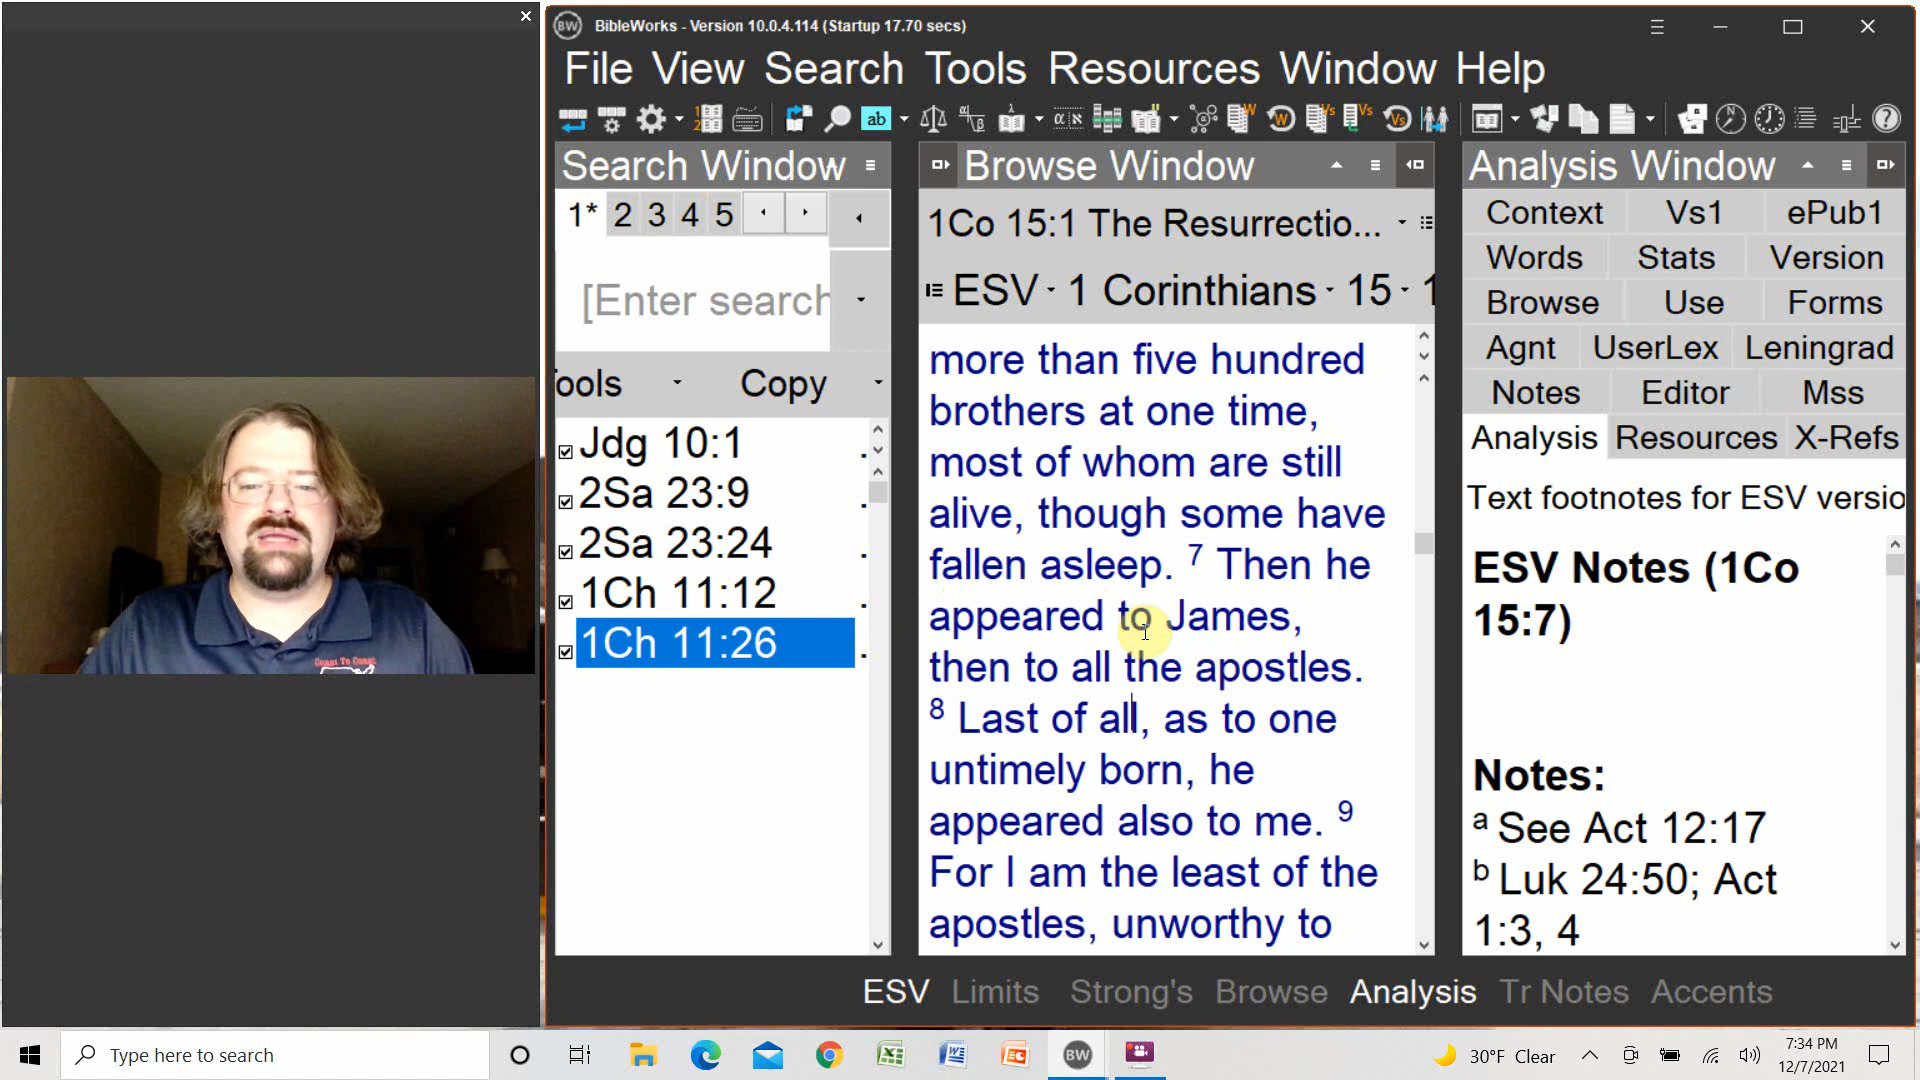 BibleWorks - Version 10.0.4.114 (Startup 17.70 secs)
File View Search Tools Resources Window Help
Search Window
1* 2 3 4 5
[Enter search
ools Copy
Jdg 10:1
2Sa 23:9
2Sa 23:24
1Ch 11:12
1Ch 11:26
Browse Window
1Co 15:1 The Resurrectio...
ESV 1 Corinthians 15 1
more than five hundred
brothers at one time,
most of whom are still
alive, though some have
fallen asleep. 7 Then he
appeared to James,
then to all the apostles.
8 Last of all, as to one
untimely born, he
appeared also to me. 9
For I am the least of the
apostles, unworthy to
Analysis Window
Context Vs1 ePub1
Words Stats Version
Browse Use Forms
Agnt UserLex Leningrad
Notes Editor Mss
Analysis Resources X-Refs
Text footnotes for ESV versio
ESV Notes (1Co
15:7)
Notes:
a See Act 12:17
b Luk 24:50; Act
1:3, 4
ESV Limits Strong's Browse Analysis Tr Notes Accents
Coast To Coast
Type here to search
BW
30°F Clear
7:34 PM
12/7/2021